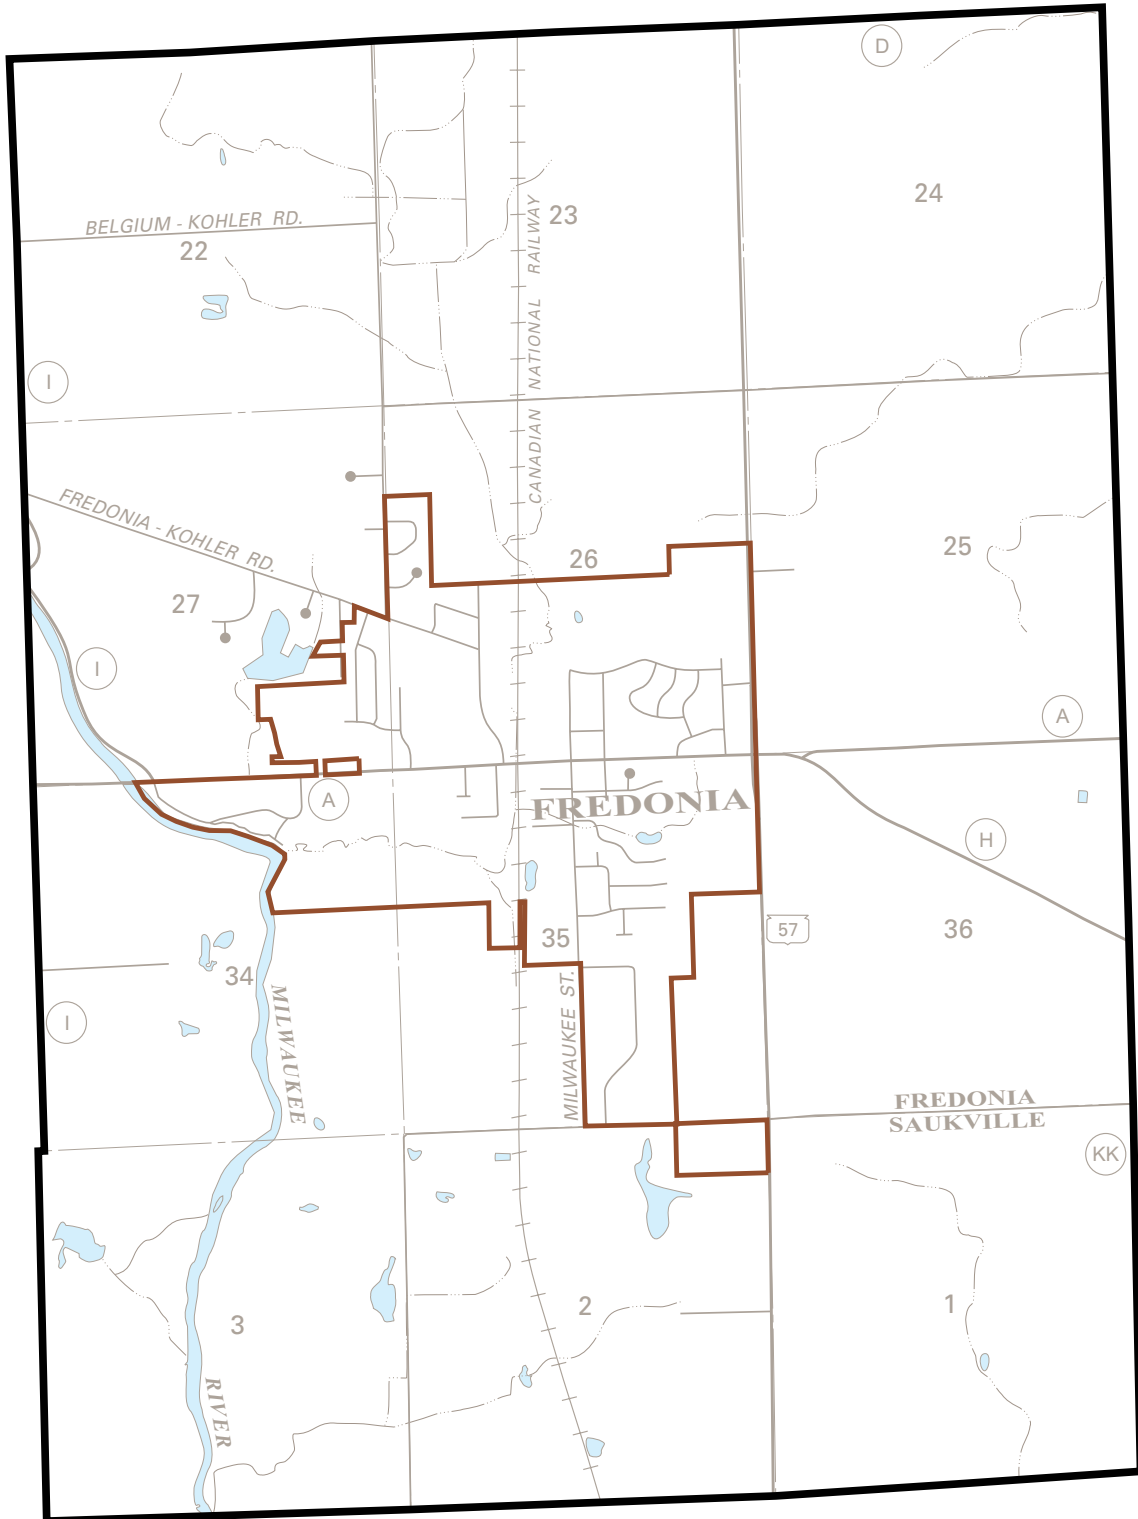 D
24
23
BELGIUM - KOHLER RD.
22
CANADIAN NATIONAL RAILWAY
I
FREDONIA - KOHLER RD.
26
25
27
I
A
A
FREDONIA
H
57
36
35
34
I
MILWAUKEE ST.
MILWAUKEE
FREDONIA
SAUKVILLE
KK
2
1
3
RIVER